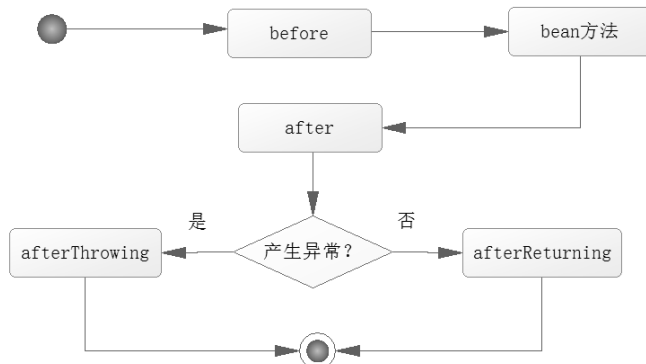 before
bean方法
after
是
否
afterThrowing
产生异常?
afterReturning